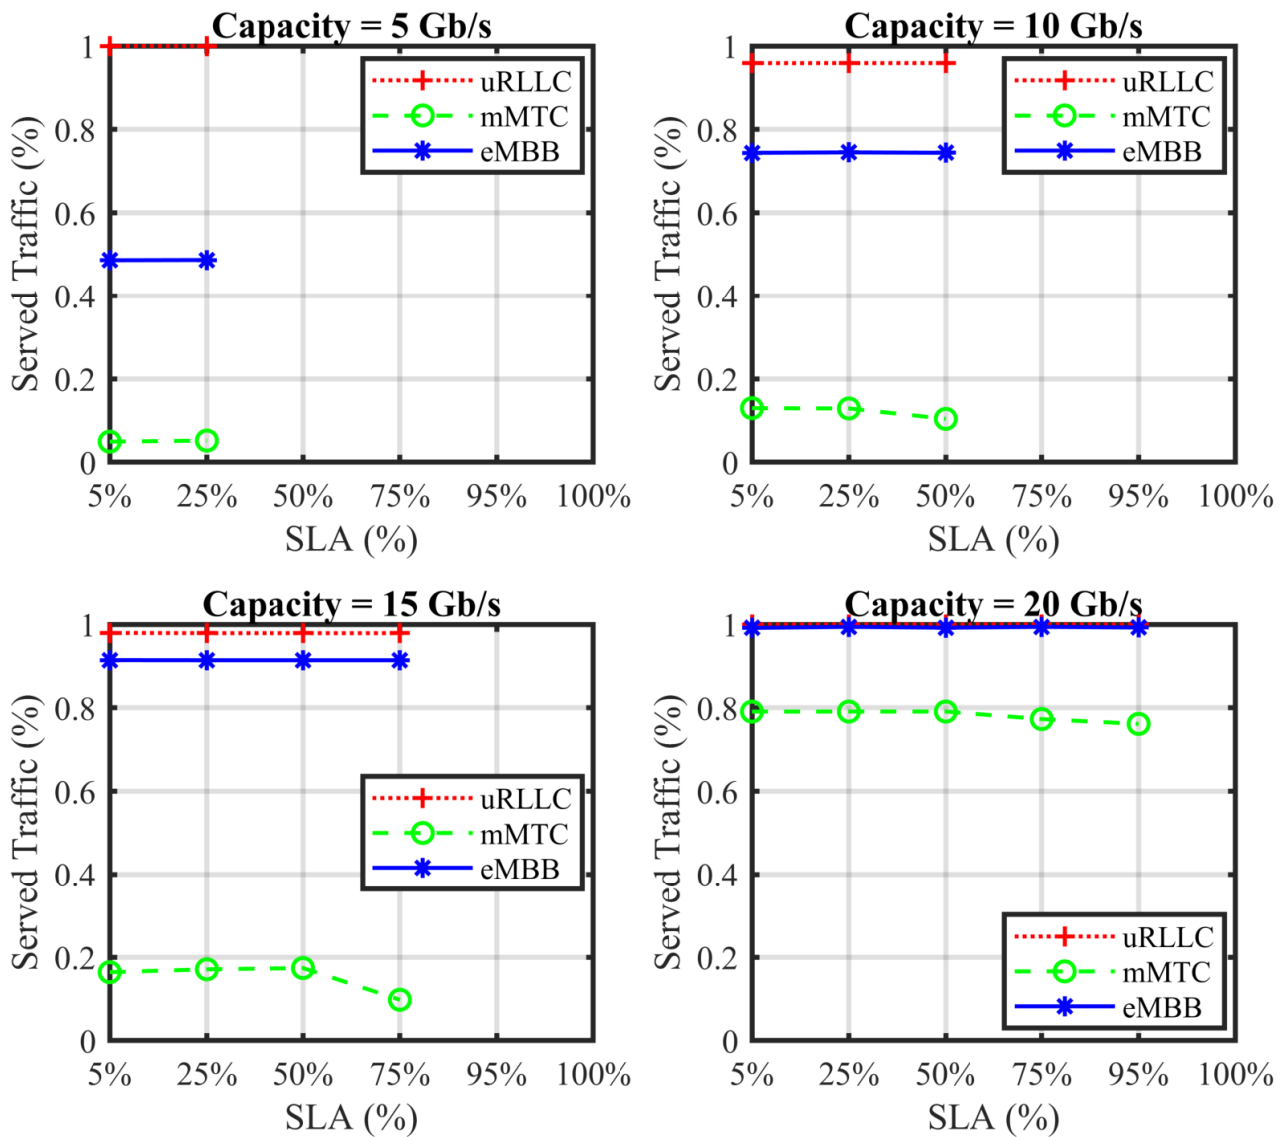 Capacity = 5 Gb/s
Served Traffic (%)
1
0.8
0.6
0.4
0.2
0
uRLLC
mMTC
eMBB
5% 25% 50% 75% 95% 100%
SLA (%)
Capacity = 10 Gb/s
Served Traffic (%)
1
0.8
0.6
0.4
0.2
0
uRLLC
mMTC
eMBB
5% 25% 50% 75% 95% 100%
SLA (%)
Capacity = 15 Gb/s
Served Traffic (%)
1
0.8
0.6
0.4
0.2
0
uRLLC
mMTC
eMBB
5% 25% 50% 75% 95% 100%
SLA (%)
Capacity = 20 Gb/s
Served Traffic (%)
1
0.8
0.6
0.4
0.2
0
uRLLC
mMTC
eMBB
5% 25% 50% 75% 95% 100%
SLA (%)